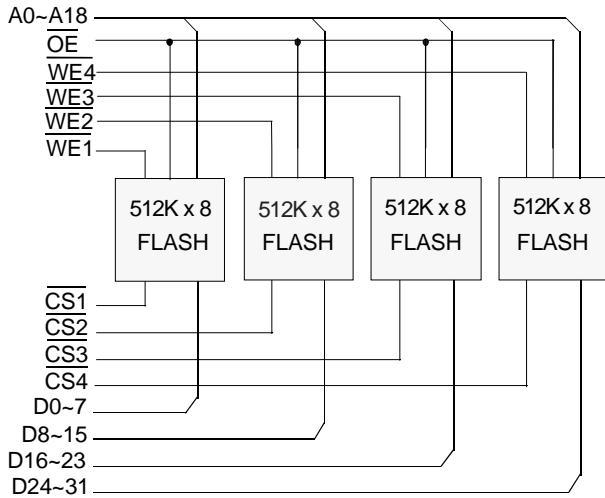 A0~A18
OE
WE4
WE3
WE2
WE1
512K x 8
FLASH
512K x 8
FLASH
512K x 8
FLASH
512K x 8
FLASH
CS1
CS2
CS3
CS4
D0~7
D8~15
D16~23
D24~31